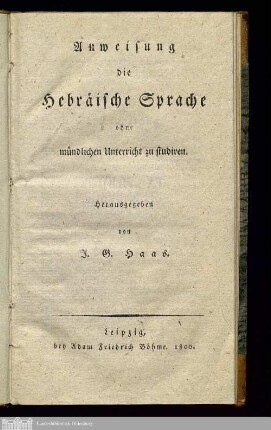 Anweisung
die
Hebräische Sprache
ohne
mündlichen Unterricht zu studiren.
Herausgegeben
von
J. G. Haas.
Leipzig,
bey Adam Friedrich Böhme. 1800.